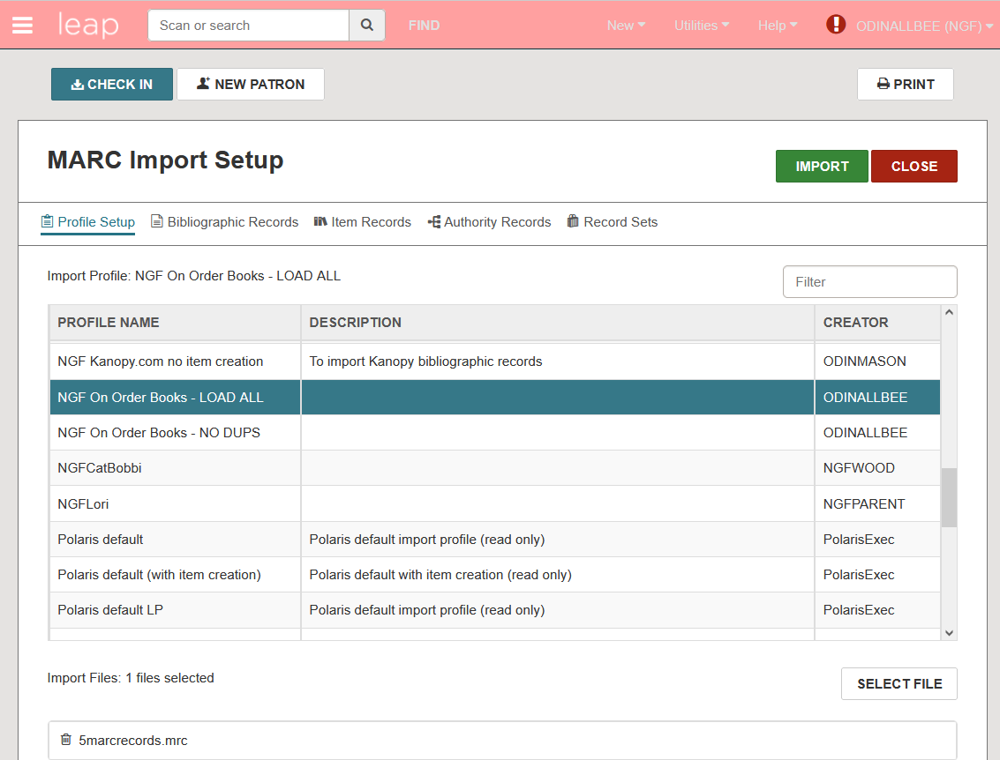 leap Scan or search FIND New Utilities Help ODINALLBEE (NGF)
CHECK IN NEW PATRON PRINT
MARC Import Setup
IMPORT CLOSE
Profile Setup Bibliographic Records Item Records Authority Records Record Sets
Import Profile: NGF On Order Books - LOAD ALL
Filter
PROFILE NAME DESCRIPTION CREATOR
NGF Kanopy.com no item creation To import Kanopy bibliographic records ODINMASON
NGF On Order Books - LOAD ALL ODINALLBEE
NGF On Order Books - NO DUPS ODINALLBEE
NGFCatBobbi NGFWOOD
NGFLori NGFPARENT
Polaris default Polaris default import profile (read only) PolarisExec
Polaris default (with item creation) Polaris default with item creation (read only) PolarisExec
Polaris default LP Polaris default import profile (read only) PolarisExec
Import Files: 1 files selected
SELECT FILE
5marcrecords.mrc